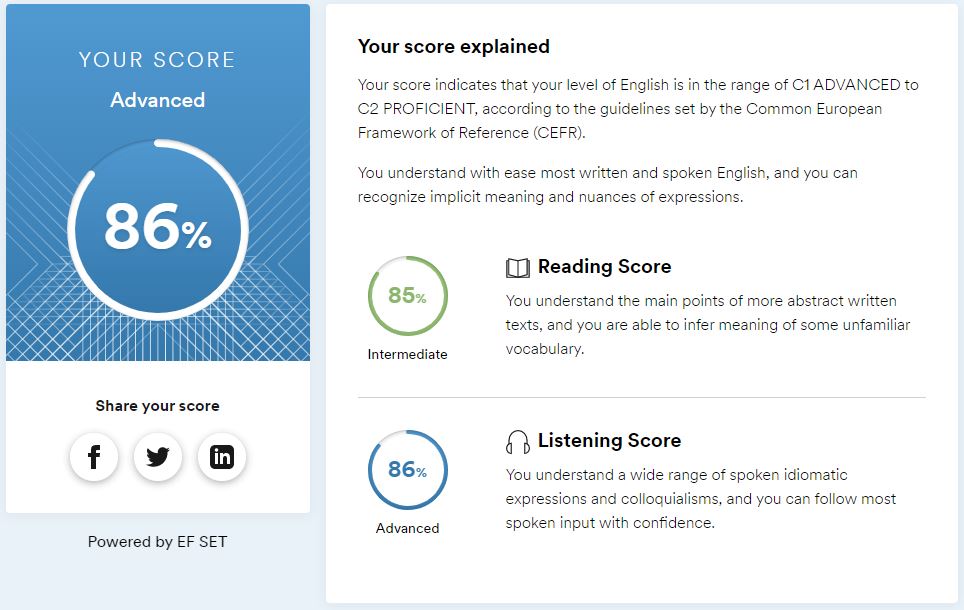 YOUR SCORE
Advanced
86%
Share your score
Powered by EF SET
Your score explained
Your score indicates that your level of English is in the range of C1 ADVANCED to
C2 PROFICIENT, according to the guidelines set by the Common European
Framework of Reference (CEFR).
You understand with ease most written and spoken English, and you can
recognize implicit meaning and nuances of expressions.
85%
Intermediate
Reading Score
You understand the main points of more abstract written
texts, and you are able to infer meaning of some unfamiliar
vocabulary.
86%
Advanced
Listening Score
You understand a wide range of spoken idiomatic
expressions and colloquialisms, and you can follow most
spoken input with confidence.